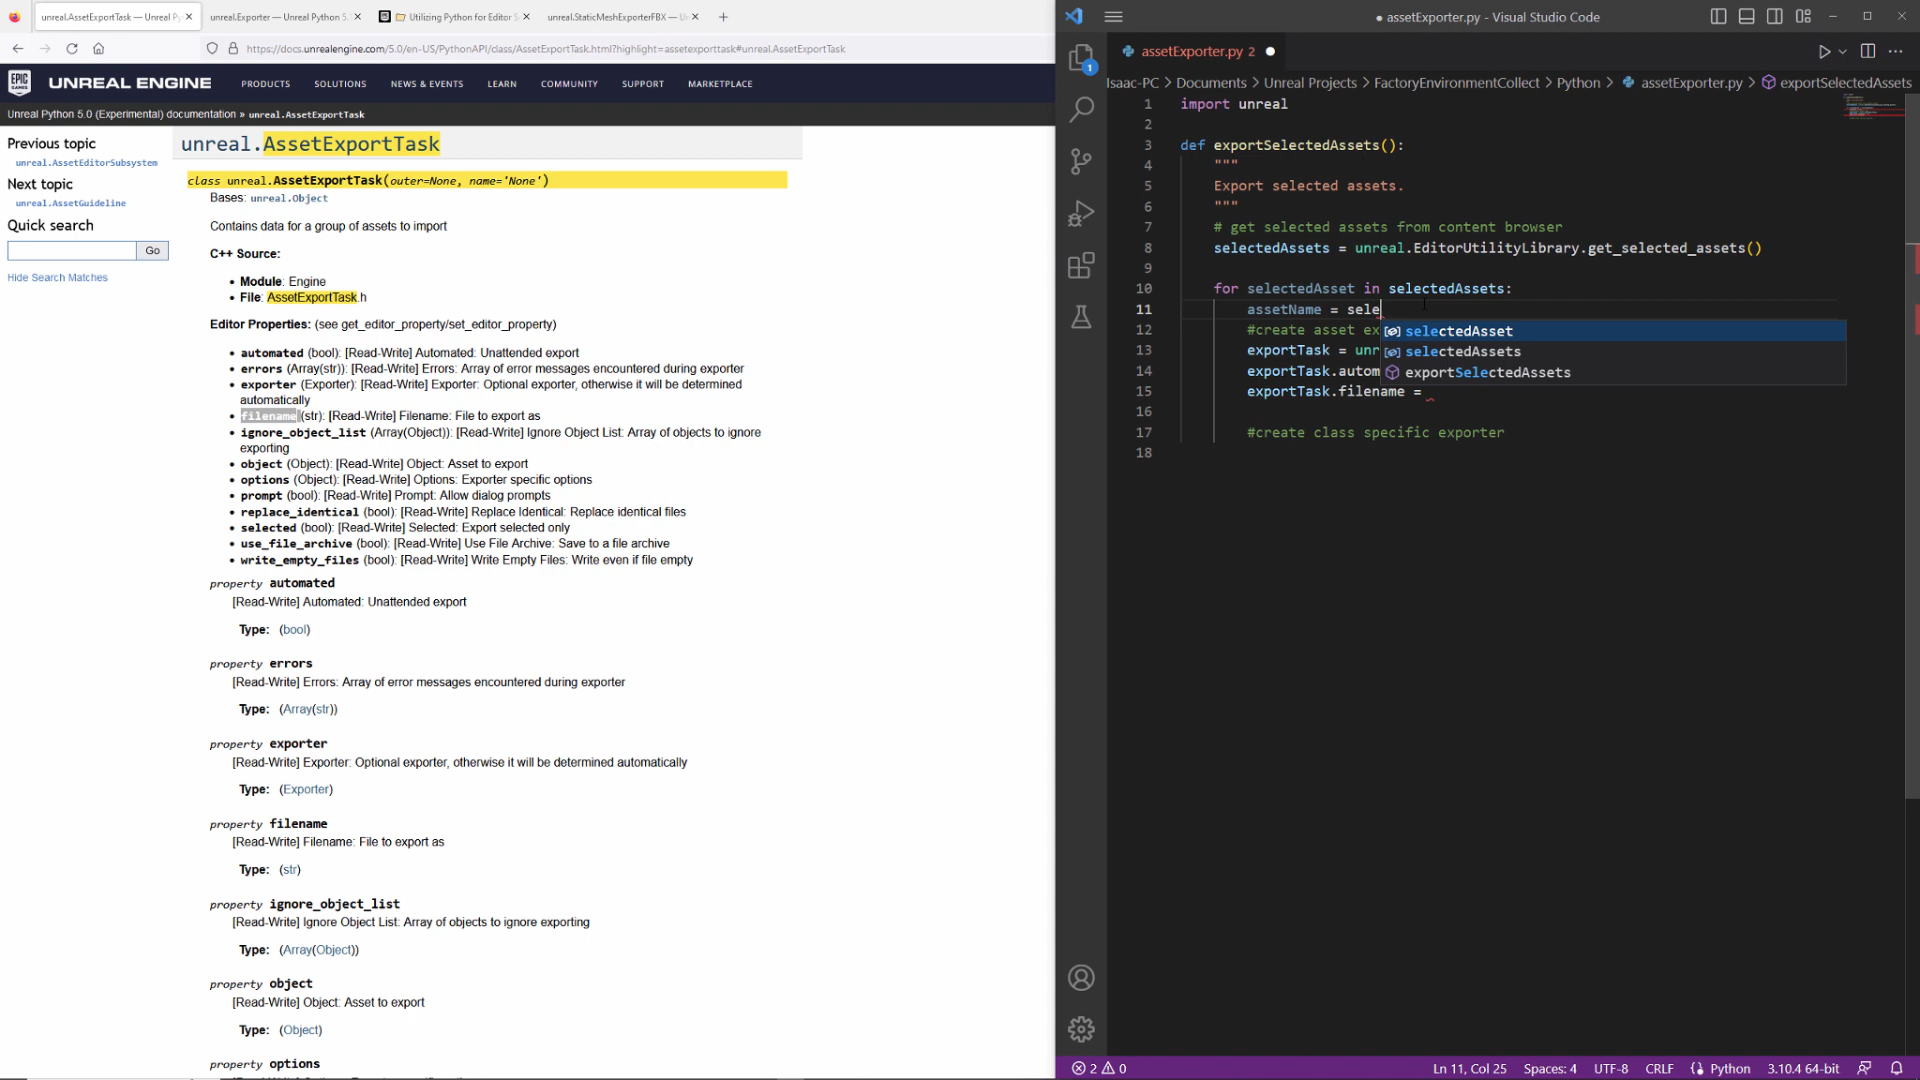 unreal.AssetExportTask — Unreal Py
unreal.Exporter — Unreal Python 5.
Utilizing Python for Editor S
unreal.StaticMeshExporterFBX — U
https://docs.unrealengine.com/5.0/en-US/PythonAPI/class/AssetExportTask.html?highlight=assetexporttask#unreal.AssetExportTask
EPIC GAMES
UNREAL ENGINE
PRODUCTS
SOLUTIONS
NEWS & EVENTS
LEARN
COMMUNITY
SUPPORT
MARKETPLACE
Unreal Python 5.0 (Experimental) documentation » unreal.AssetExportTask
Previous topic
unreal.AssetEditorSubsystem
Next topic
unreal.AssetGuideline
Quick search
Go
Hide Search Matches
unreal.AssetExportTask
class unreal.AssetExportTask(outer=None, name='None')
Bases: unreal.Object
Contains data for a group of assets to import
C++ Source:
• Module: Engine
• File: AssetExportTask.h
Editor Properties: (see get_editor_property/set_editor_property)
• automated (bool): [Read-Write] Automated: Unattended export
• errors (Array(str)): [Read-Write] Errors: Array of error messages encountered during exporter
• exporter (Exporter): [Read-Write] Exporter: Optional exporter, otherwise it will be determined
automatically
• filename (str): [Read-Write] Filename: File to export as
• ignore_object_list (Array(Object)): [Read-Write] Ignore Object List: Array of objects to ignore
exporting
• object (Object): [Read-Write] Object: Asset to export
• options (Object): [Read-Write] Options: Exporter specific options
• prompt (bool): [Read-Write] Prompt: Allow dialog prompts
• replace_identical (bool): [Read-Write] Replace Identical: Replace identical files
• selected (bool): [Read-Write] Selected: Export selected only
• use_file_archive (bool): [Read-Write] Use File Archive: Save to a file archive
• write_empty_files (bool): [Read-Write] Write Empty Files: Write even if file empty
property automated
[Read-Write] Automated: Unattended export
Type: (bool)
property errors
[Read-Write] Errors: Array of error messages encountered during exporter
Type: (Array(str))
property exporter
[Read-Write] Exporter: Optional exporter, otherwise it will be determined automatically
Type: (Exporter)
property filename
[Read-Write] Filename: File to export as
Type: (str)
property ignore_object_list
[Read-Write] Ignore Object List: Array of objects to ignore exporting
Type: (Array(Object))
property object
[Read-Write] Object: Asset to export
Type: (Object)
property options
● assetExporter.py - Visual Studio Code
assetExporter.py 2 ●
Isaac-PC > Documents > Unreal Projects > FactoryEnvironmentCollect > Python > assetExporter.py > exportSelectedAssets
1 import unreal
2
3 def exportSelectedAssets():
4 """
5 Export selected assets.
6 """
7 # get selected assets from content browser
8 selectedAssets = unreal.EditorUtilityLibrary.get_selected_assets()
9
10 for selectedAsset in selectedAssets:
11 assetName = sele
12 #create asset ex
selectedAsset
13 exportTask = unr
selectedAssets
14 exportTask.autom
exportSelectedAssets
15 exportTask.filename =
16
17 #create class specific exporter
18
1
2 0
Ln 11, Col 25
Spaces: 4
UTF-8
CRLF
Python
3.10.4 64-bit